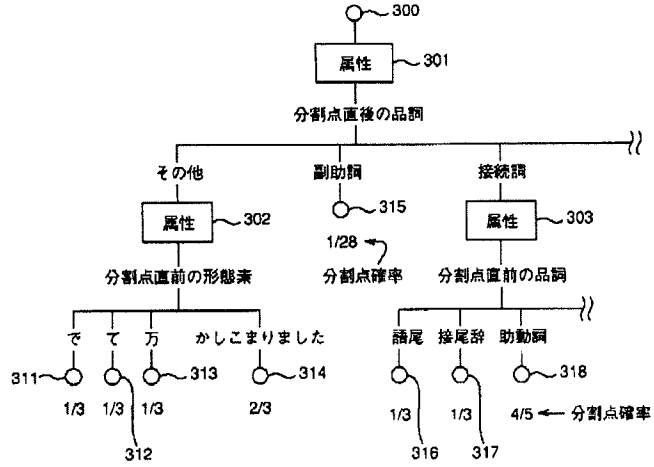 300
属性 301
分割点直後の品詞
その他 副助詞 接続詞
属性 302 315 属性 303
1/28
分割点確率
分割点直前の形態素 分割点直前の品詞
で て 万 かしこまりました 語尾 接尾辞 助動詞
311 313 314 318
1/3 1/3 1/3 2/3 1/3 1/3 4/5 分割点確率
312 316 317